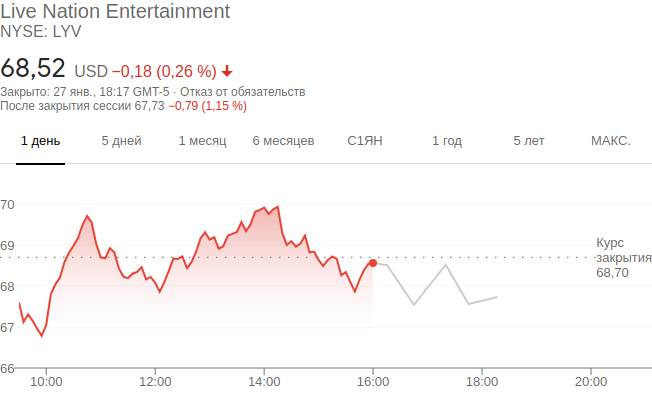 Live Nation Entertainment
NYSE: LYV
68,52 USD −0,18 (0,26 %)
Закрыто: 27 янв., 18:17 GMT-5 · Отказ от обязательств
После закрытия сессии 67,73 −0,79 (1,15 %)
1 день 5 дней 1 месяц 6 месяцев С1ЯН 1 год 5 лет МАКС.
70
69
68
67
66
Курс
закрытия
68,70
10:00 12:00 14:00 16:00 18:00 20:00